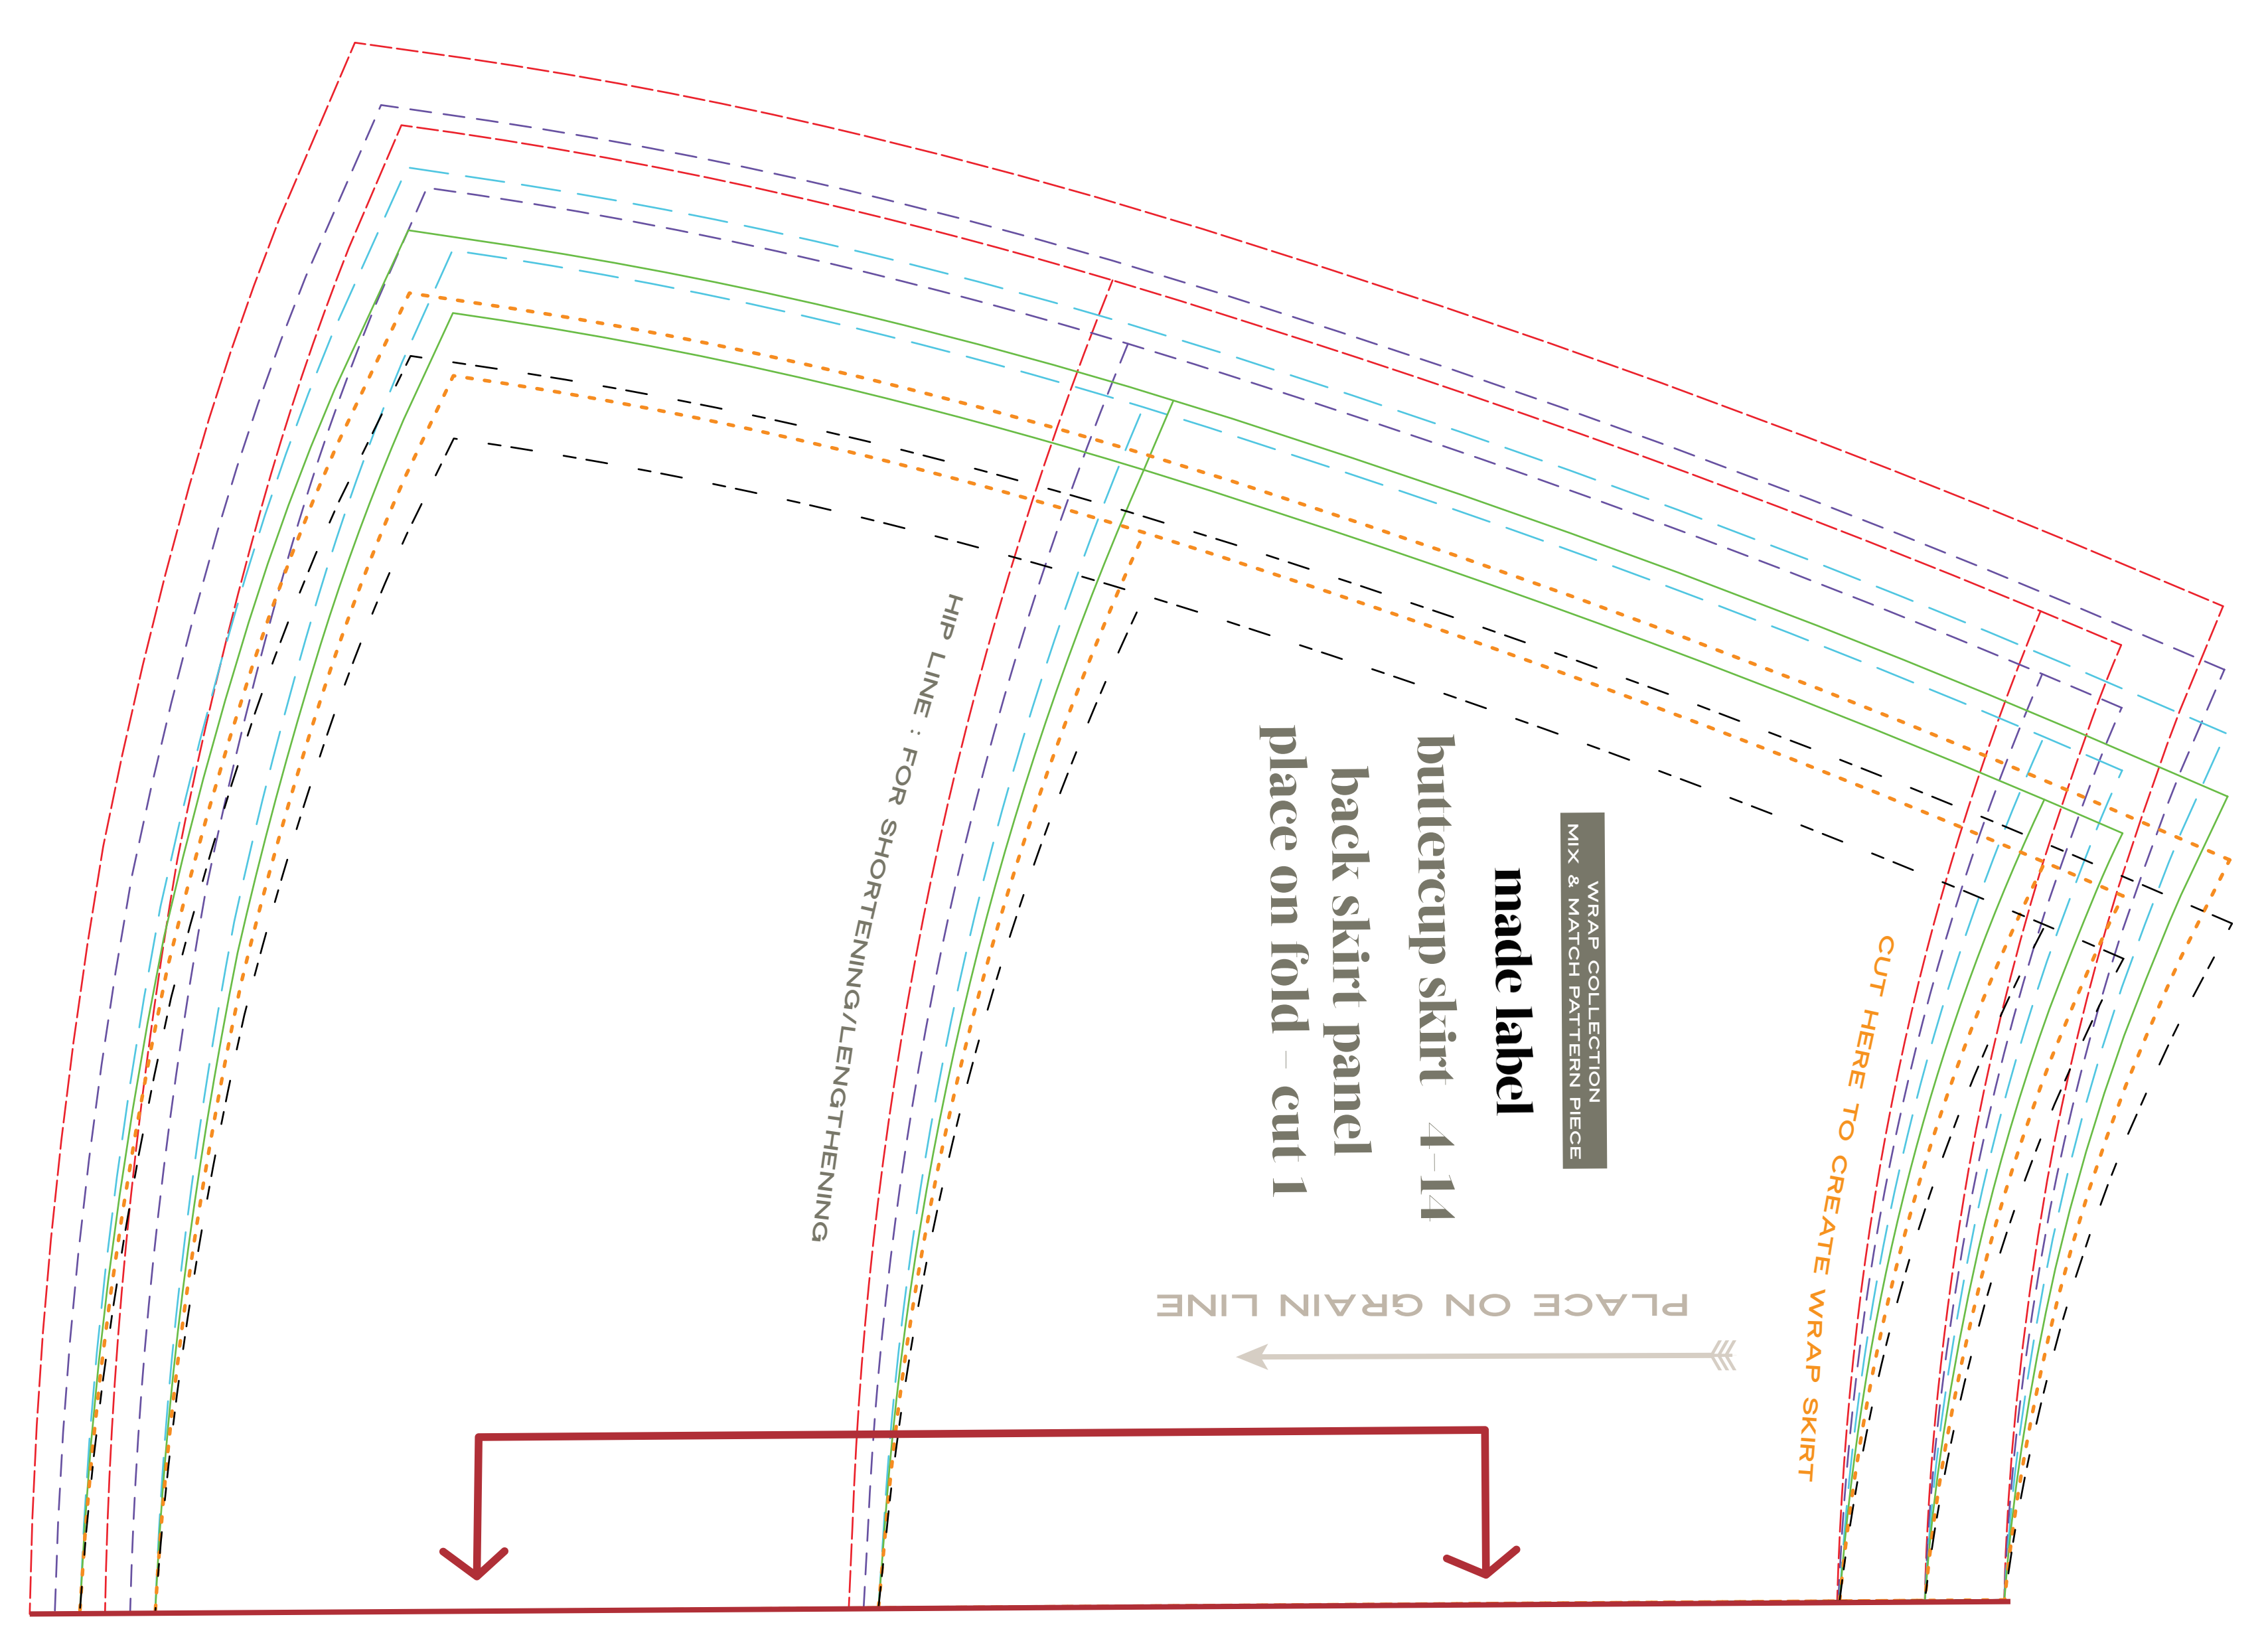 WRAP COLLECTION
MIX & MATCH PATTERN PIECE
made label
buttercup skirt 4–14
back skirt panel
place on fold – cut 1
HIP LINE : FOR SHORTENING/LENGTHENING
CUT HERE TO CREATE WRAP SKIRT
PLACE ON GRAIN LINE